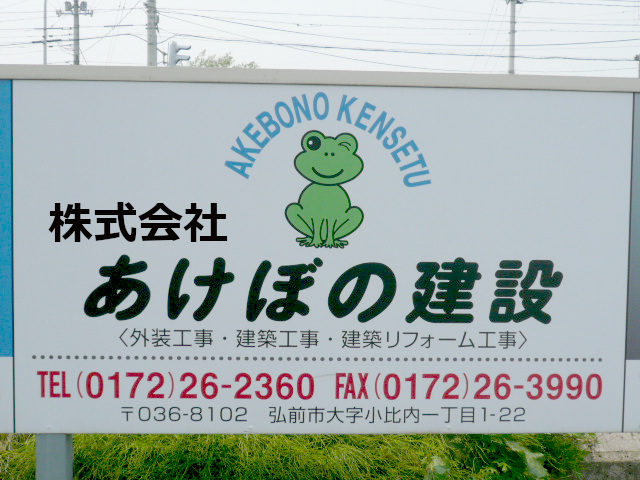 AKEBONO KENSETU
株式会社
あけぼの建設
〈外装工事・建築工事・建築リフォーム工事〉
TEL(0172)26-2360 FAX(0172)26-3990
〒036-8102 弘前市大字小比内一丁目1-22